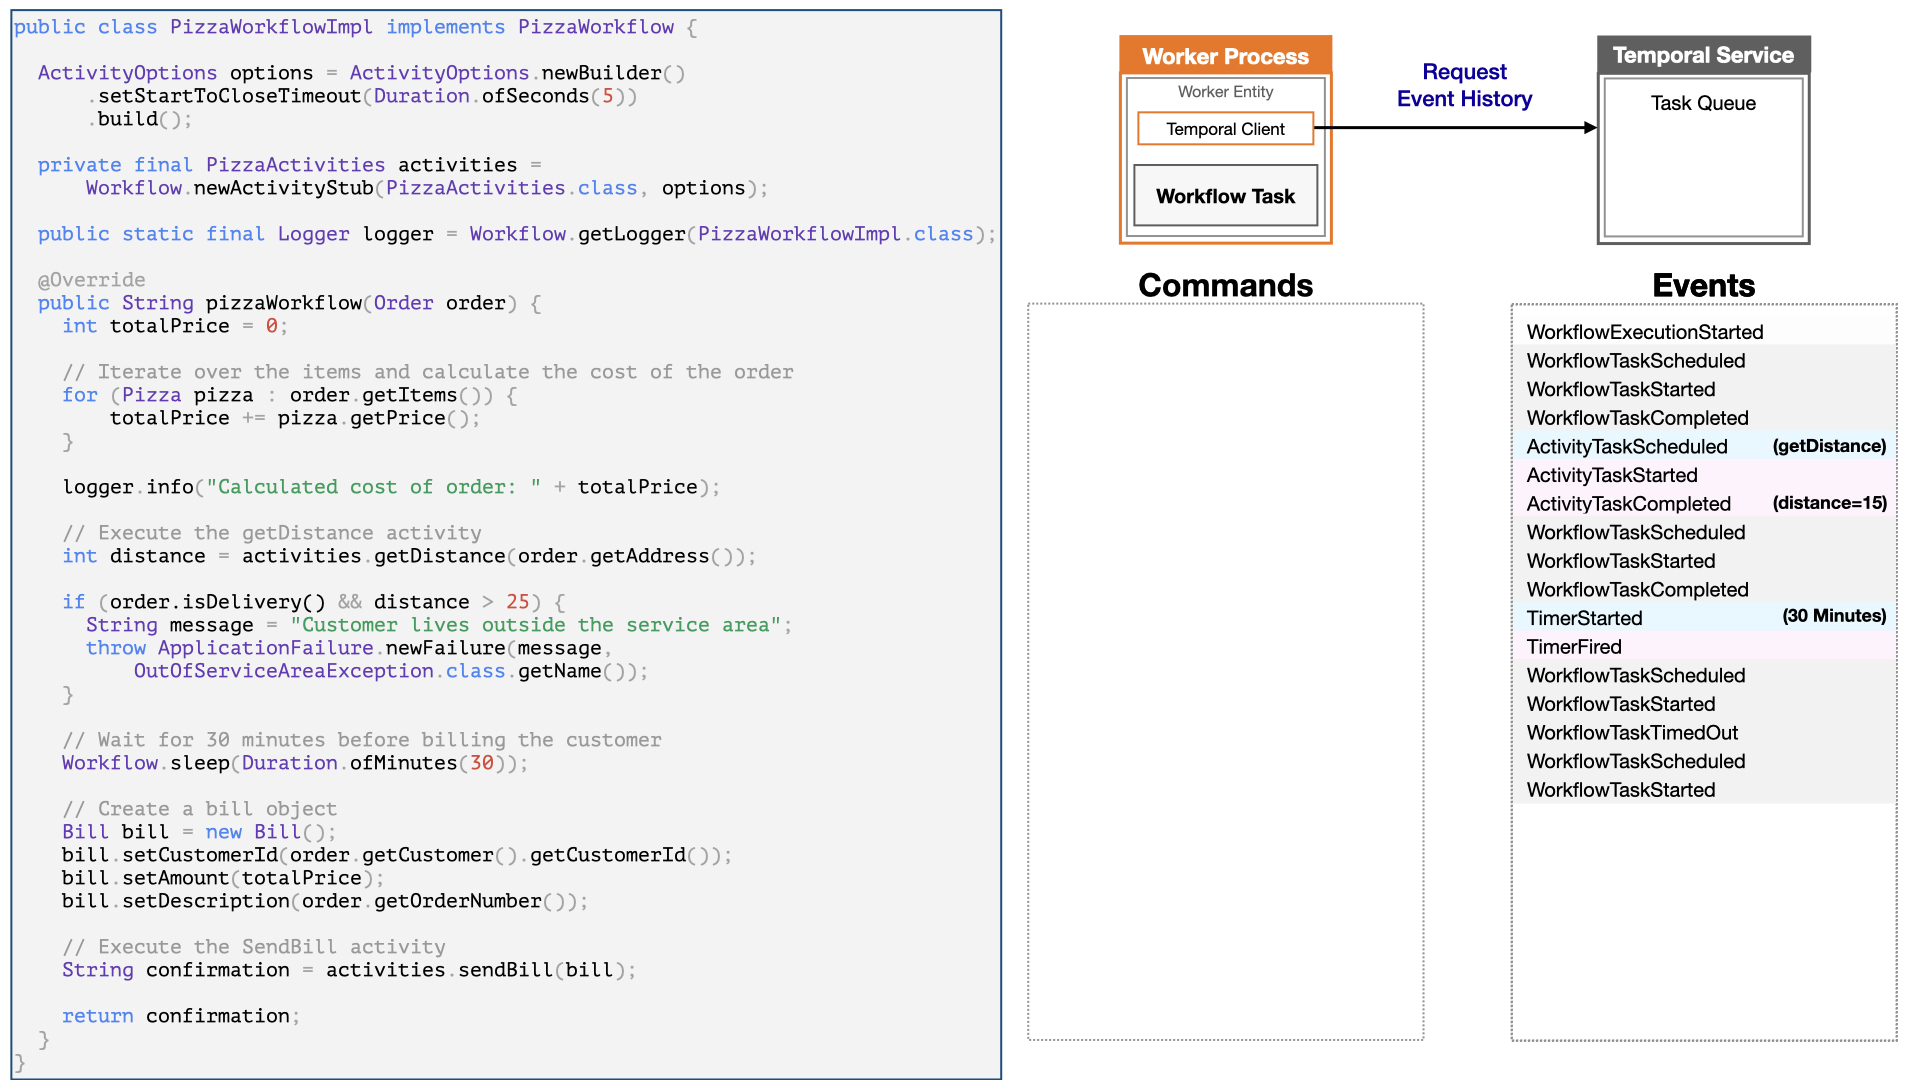 public class PizzaWorkflowImpl implements PizzaWorkflow {
ActivityOptions options = ActivityOptions.newBuilder()
.setStartToCloseTimeout(Duration.ofSeconds(5))
.build();
private final PizzaActivities activities =
Workflow.newActivityStub(PizzaActivities.class, options);
public static final Logger logger = Workflow.getLogger(PizzaWorkflowImpl.class);
@Override
public String pizzaWorkflow(Order order) {
int totalPrice = 0;
// Iterate over the items and calculate the cost of the order
for (Pizza pizza : order.getItems()) {
totalPrice += pizza.getPrice();
}
logger.info("Calculated cost of order: " + totalPrice);
// Execute the getDistance activity
int distance = activities.getDistance(order.getAddress());
if (order.isDelivery() && distance > 25) {
String message = "Customer lives outside the service area";
throw ApplicationFailure.newFailure(message,
OutOfServiceAreaException.class.getName());
}
// Wait for 30 minutes before billing the customer
Workflow.sleep(Duration.ofMinutes(30));
// Create a bill object
Bill bill = new Bill();
bill.setCustomerId(order.getCustomer().getCustomerId());
bill.setAmount(totalPrice);
bill.setDescription(order.getOrderNumber());
// Execute the SendBill activity
String confirmation = activities.sendBill(bill);
return confirmation;
}
}
Worker Process
Worker Entity
Temporal Client
Workflow Task
Request
Event History
Temporal Service
Task Queue
Commands
Events
WorkflowExecutionStarted
WorkflowTaskScheduled
WorkflowTaskStarted
WorkflowTaskCompleted
ActivityTaskScheduled (getDistance)
ActivityTaskStarted
ActivityTaskCompleted (distance=15)
WorkflowTaskScheduled
WorkflowTaskStarted
WorkflowTaskCompleted
TimerStarted (30 Minutes)
TimerFired
WorkflowTaskScheduled
WorkflowTaskStarted
WorkflowTaskTimedOut
WorkflowTaskScheduled
WorkflowTaskStarted